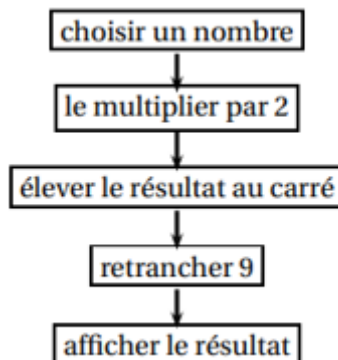 choisir un nombre
le multiplier par 2
élever le résultat au carré
retrancher 9
afficher le résultat